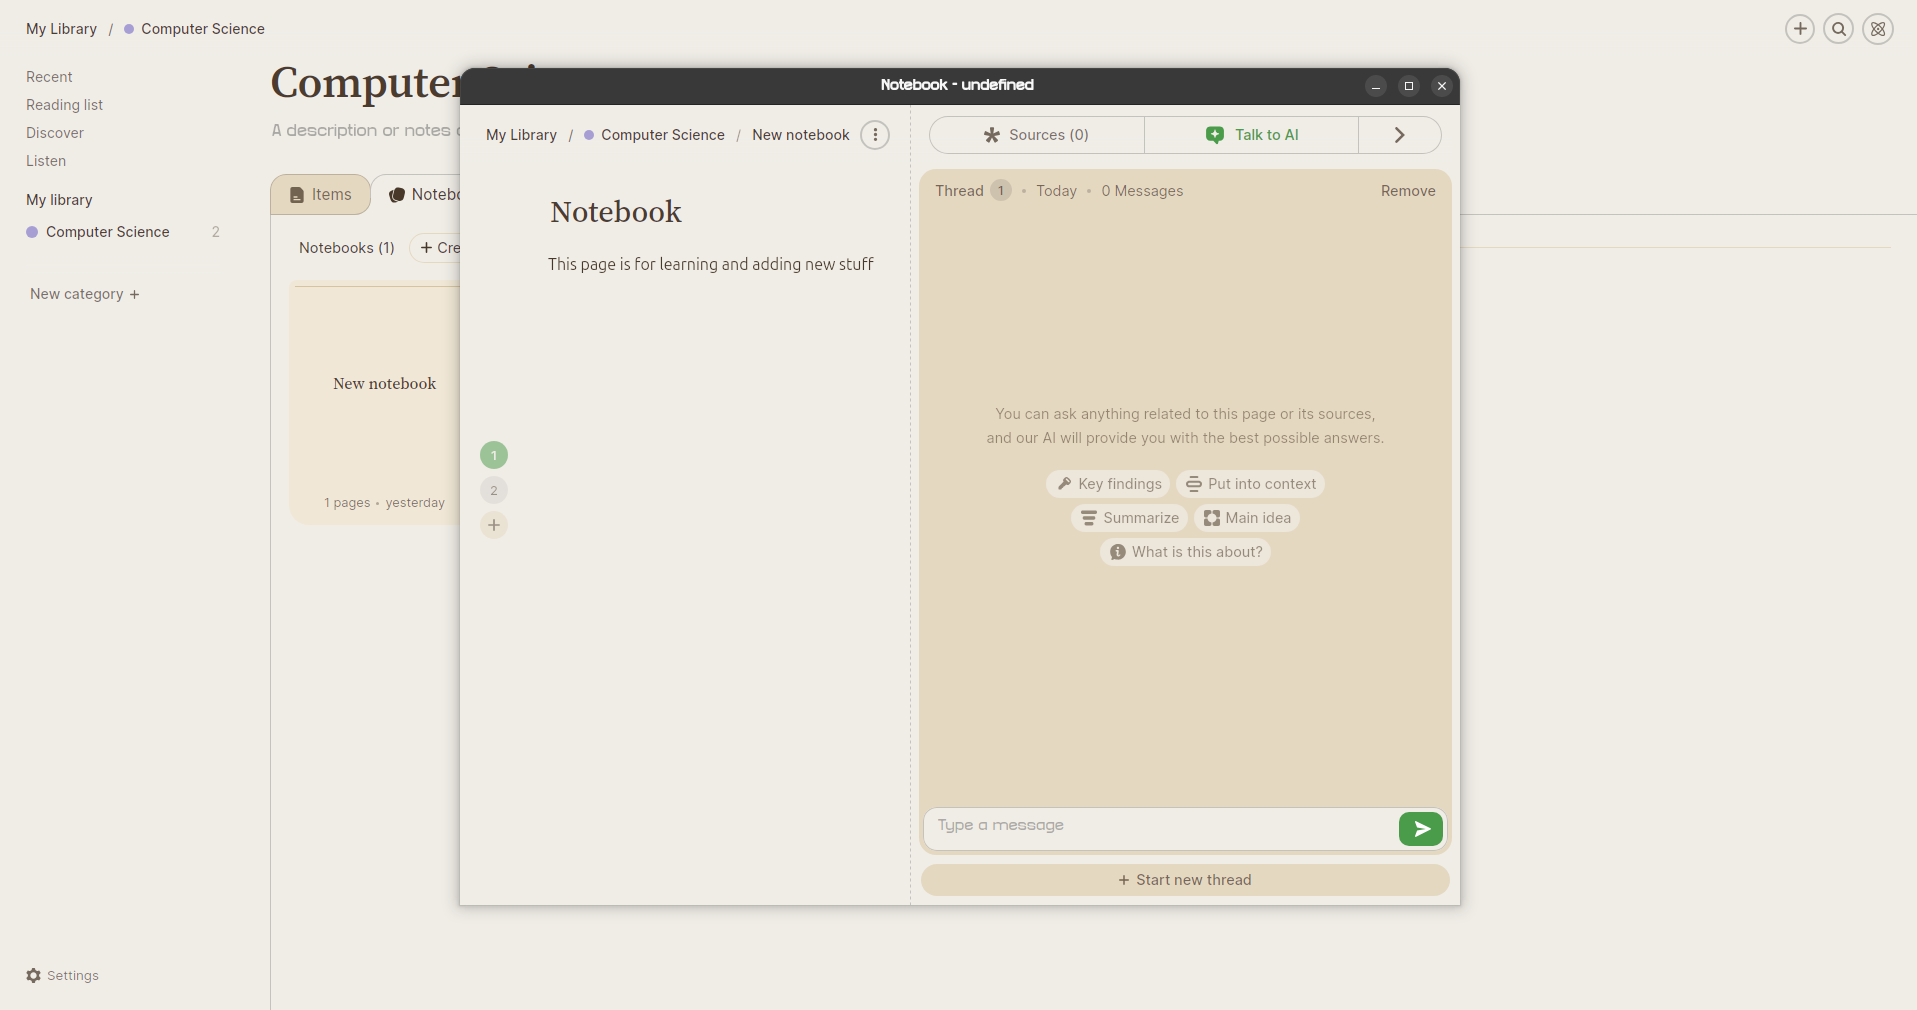 My Library / Computer Science
Recent
Reading list
Discover
Listen
My library
Computer Science 2
New category +
Settings
Computer
A description or notes
Items
Notebo
Notebooks (1)
+ Cre
New notebook
1 pages • yesterday
Notebook - undefined
My Library / Computer Science / New notebook
Notebook
This page is for learning and adding new stuff
1
2
+
Sources (0)
Talk to AI
Thread 1 • Today • 0 Messages
Remove
You can ask anything related to this page or its sources,
and our AI will provide you with the best possible answers.
Key findings
Put into context
Summarize
Main idea
What is this about?
Type a message
+ Start new thread